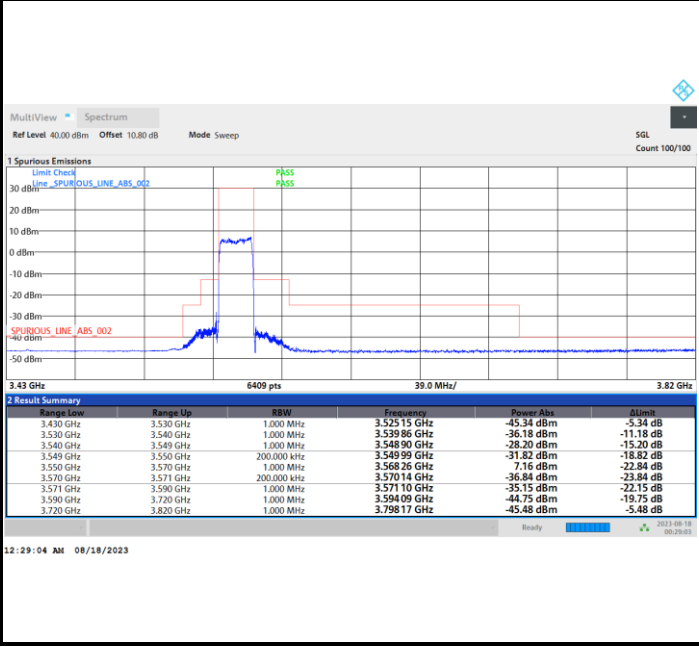 MultiView Spectrum
Ref Level 40.00 dBm Offset 10.80 dB Mode Sweep SGL
Count 100/100
1 Spurious Emissions
Limit Check PASS
Line _SPURIOUS_LINE_ABS_002 PASS
30 dBm
20 dBm
10 dBm
0 dBm
-10 dBm
-20 dBm
-30 dBm
_SPURIOUS_LINE_ABS_002
-40 dBm
-50 dBm
3.43 GHz 6409 pts 39.0 MHz/ 3.82 GHz
2 Result Summary
Range Low Range Up RBW Frequency Power Abs ΔLimit
3.430 GHz 3.530 GHz 1.000 MHz 3.525 15 GHz -45.34 dBm -5.34 dB
3.530 GHz 3.540 GHz 1.000 MHz 3.539 86 GHz -36.18 dBm -11.18 dB
3.540 GHz 3.549 GHz 1.000 MHz 3.548 90 GHz -28.20 dBm -15.20 dB
3.549 GHz 3.550 GHz 200.000 kHz 3.549 99 GHz -31.82 dBm -18.82 dB
3.550 GHz 3.570 GHz 1.000 MHz 3.568 26 GHz 7.16 dBm -22.84 dB
3.570 GHz 3.571 GHz 200.000 kHz 3.570 14 GHz -36.84 dBm -23.84 dB
3.571 GHz 3.590 GHz 1.000 MHz 3.571 10 GHz -35.15 dBm -22.15 dB
3.590 GHz 3.720 GHz 1.000 MHz 3.594 09 GHz -44.75 dBm -19.75 dB
3.720 GHz 3.820 GHz 1.000 MHz 3.798 17 GHz -45.48 dBm -5.48 dB
Ready 2023-08-18
00:29:03
12:29:04 AM 08/18/2023